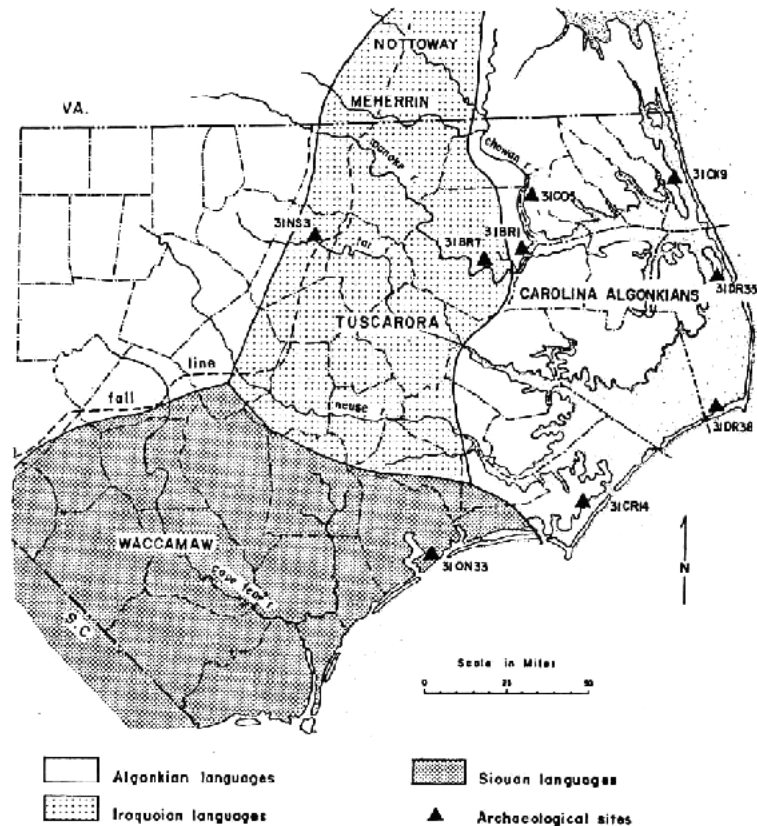 NOTTOWAY
MEHERRIN
VA.
roanoke r.
chowan r.
31CK9
31CO5
31NS3
tar r.
31BR7
31BR1
31DR35
CAROLINA ALGONKIANS
TUSCARORA
fall line
neuse
31DR38
31CR14
WACCAMAW
31ON33
cape fear r.
N
S.C.
Scale in Miles
0 25 50
Algonkian languages
Siouan languages
Iroquoian languages
Archaeological sites